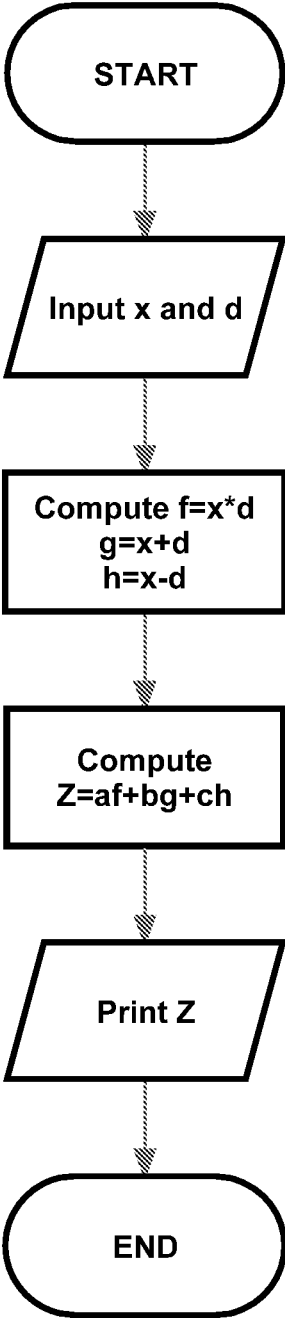 START
Input x and d
Compute f=x*d
g=x+d
h=x-d
Compute
Z=af+bg+ch
Print Z
END